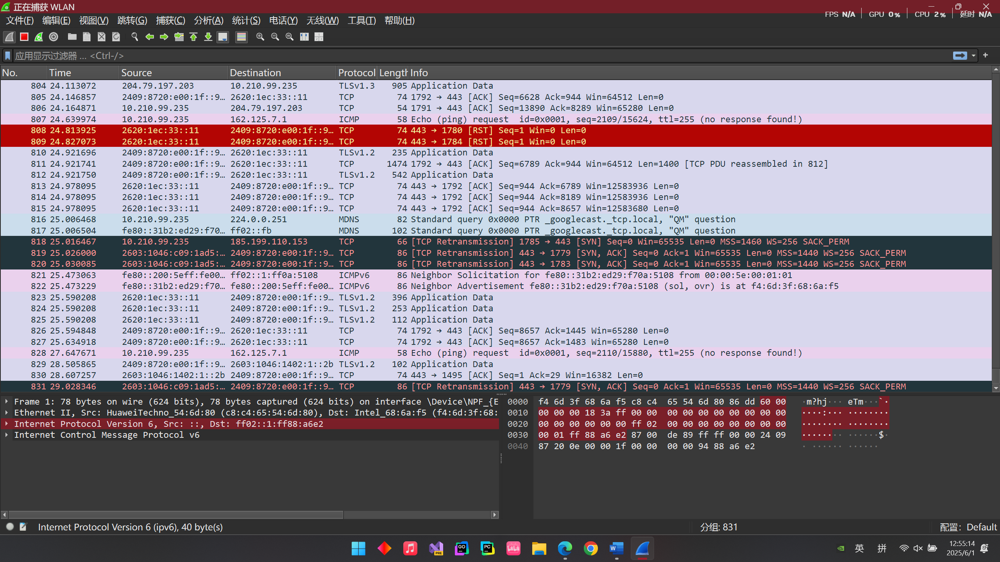 正在捕获 WLAN
FPS N/A GPU 0% CPU 2% 延时 N/A
文件(F) 编辑(E) 视图(V) 跳转(G) 捕获(C) 分析(A) 统计(S) 电话(Y) 无线(W) 工具(T) 帮助(H)
应用显示过滤器 … <Ctrl-/>
No. Time Source Destination Protocol Length Info
804 24.113072 204.79.197.203 10.210.99.235 TLSv1.3 905 Application Data
805 24.146857 2409:8720:e00:1f::9… 2620:1ec:33::11 TCP 74 1792 → 443 [ACK] Seq=6628 Ack=944 Win=64512 Len=0
806 24.164871 10.210.99.235 204.79.197.203 TCP 54 1791 → 443 [ACK] Seq=13890 Ack=8289 Win=65280 Len=0
807 24.639974 10.210.99.235 162.125.7.1 ICMP 58 Echo (ping) request id=0x0001, seq=2109/15624, ttl=255 (no response found!)
808 24.813925 2620:1ec:33::11 2409:8720:e00:1f::9… TCP 74 443 → 1780 [RST] Seq=1 Win=0 Len=0
809 24.827073 2620:1ec:33::11 2409:8720:e00:1f::9… TCP 74 443 → 1784 [RST] Seq=1 Win=0 Len=0
810 24.921696 2409:8720:e00:1f::9… 2620:1ec:33::11 TLSv1.2 235 Application Data
811 24.921741 2409:8720:e00:1f::9… 2620:1ec:33::11 TCP 1474 1792 → 443 [ACK] Seq=6789 Ack=944 Win=64512 Len=1400 [TCP PDU reassembled in 812]
812 24.921750 2409:8720:e00:1f::9… 2620:1ec:33::11 TLSv1.2 542 Application Data
813 24.978095 2620:1ec:33::11 2409:8720:e00:1f::9… TCP 74 443 → 1792 [ACK] Seq=944 Ack=6789 Win=12583936 Len=0
814 24.978095 2620:1ec:33::11 2409:8720:e00:1f::9… TCP 74 443 → 1792 [ACK] Seq=944 Ack=8189 Win=12583936 Len=0
815 24.978095 2620:1ec:33::11 2409:8720:e00:1f::9… TCP 74 443 → 1792 [ACK] Seq=944 Ack=8657 Win=12583680 Len=0
816 25.006468 10.210.99.235 224.0.0.251 MDNS 82 Standard query 0x0000 PTR _googlecast._tcp.local, "QM" question
817 25.006504 fe80::31b2:ed29:f70… ff02::fb MDNS 102 Standard query 0x0000 PTR _googlecast._tcp.local, "QM" question
818 25.016467 10.210.99.235 185.199.110.153 TCP 66 [TCP Retransmission] 1785 → 443 [SYN] Seq=0 Win=65535 Len=0 MSS=1460 WS=256 SACK_PERM
819 25.026000 2603:1046:c09:1ad5:… 2409:8720:e00:1f::9… TCP 86 [TCP Retransmission] 443 → 1779 [SYN, ACK] Seq=0 Ack=1 Win=65535 Len=0 MSS=1440 WS=256 SACK_PERM
820 25.030085 2603:1046:c09:1ad5:… 2409:8720:e00:1f::9… TCP 86 [TCP Retransmission] 443 → 1783 [SYN, ACK] Seq=0 Ack=1 Win=65535 Len=0 MSS=1440 WS=256 SACK_PERM
821 25.473063 fe80::200:5eff:fe00… ff02::1:ff0a:5108 ICMPv6 86 Neighbor Solicitation for fe80::31b2:ed29:f70a:5108 from 00:00:5e:00:01:01
822 25.473229 fe80::31b2:ed29:f70… fe80::200:5eff:fe00… ICMPv6 86 Neighbor Advertisement fe80::31b2:ed29:f70a:5108 (sol, ovr) is at f4:6d:3f:68:6a:f5
823 25.590208 2620:1ec:33::11 2409:8720:e00:1f::9… TLSv1.2 396 Application Data
824 25.590208 2620:1ec:33::11 2409:8720:e00:1f::9… TLSv1.2 253 Application Data
825 25.590208 2620:1ec:33::11 2409:8720:e00:1f::9… TLSv1.2 112 Application Data
826 25.594848 2409:8720:e00:1f::9… 2620:1ec:33::11 TCP 74 1792 → 443 [ACK] Seq=8657 Ack=1445 Win=65280 Len=0
827 25.634918 2409:8720:e00:1f::9… 2620:1ec:33::11 TCP 74 1792 → 443 [ACK] Seq=8657 Ack=1483 Win=65280 Len=0
828 27.647671 10.210.99.235 162.125.7.1 ICMP 58 Echo (ping) request id=0x0001, seq=2110/15880, ttl=255 (no response found!)
829 28.505865 2409:8720:e00:1f::9… 2603:1046:1402:1::2b TLSv1.2 102 Application Data
830 28.607257 2603:1046:1402:1::2b 2409:8720:e00:1f::9… TCP 74 443 → 1495 [ACK] Seq=1 Ack=29 Win=16382 Len=0
831 29.028346 2603:1046:c09:1ad5:… 2409:8720:e00:1f::9… TCP 86 [TCP Retransmission] 443 → 1779 [SYN, ACK] Seq=0 Ack=1 Win=65535 Len=0 MSS=1440 WS=256 SACK_PERM
Frame 1: 78 bytes on wire (624 bits), 78 bytes captured (624 bits) on interface \Device\NPF_{E
Ethernet II, Src: HuaweiTechno_54:6d:80 (c8:c4:65:54:6d:80), Dst: Intel_68:6a:f5 (f4:6d:3f:68:
Internet Protocol Version 6, Src: ::, Dst: ff02::1:ff88:a6e2
Internet Control Message Protocol v6
0000 f4 6d 3f 68 6a f5 c8 c4 65 54 6d 80 86 dd 60 00 ·m?hj··· eTm···`·
0010 00 00 00 18 3a ff 00 00 00 00 00 00 00 00 00 00 ····:··· ········
0020 00 00 00 00 00 00 ff 02 00 00 00 00 00 00 00 00 ········ ········
0030 00 01 ff 88 a6 e2 87 00 de 89 ff ff 00 00 24 09 ········ ······$·
0040 87 20 0e 00 00 1f 00 00 00 00 94 88 a6 e2 · ······ ······
Internet Protocol Version 6 (ipv6), 40 byte(s)
分组: 831
配置: Default
PRE
GO
PC
bilibili
W
英
拼
12:55:14
2025/6/1